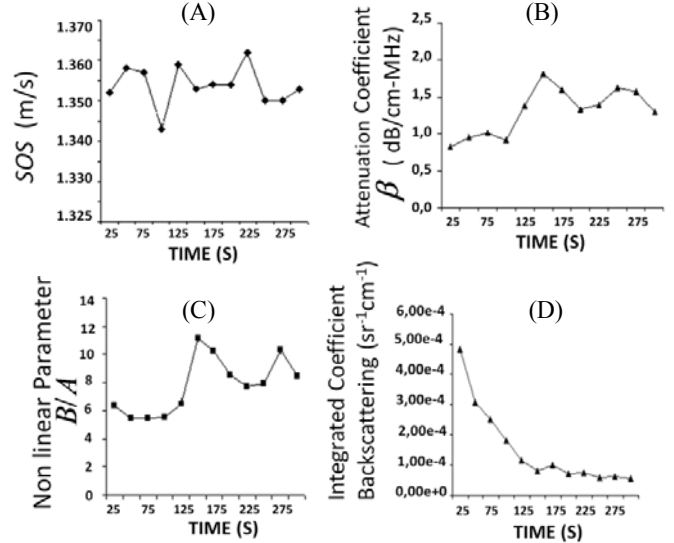 (A)
SOS (m/s)
1.370
1.360
1.350
1.340
1.330
1.325
25 75 125 175 225 275
TIME (S)
(B)
Attenuation Coefficient
β ( dB/cm-MHz)
2,5
2,0
1,5
1,0
0,5
0,0
25 75 125 175 225 275
TIME (S)
(C)
Non linear Parameter
B/A
14
12
10
8
6
4
2
0
25 75 125 175 225 275
TIME (S)
(D)
Integrated Coefficient
Backscattering (sr⁻¹cm⁻¹)
6,00e-4
5,00e-4
4,00e-4
3,00e-4
2,00e-4
1,00e-4
0,00e+0
25 75 125 175 225 275
TIME (S)